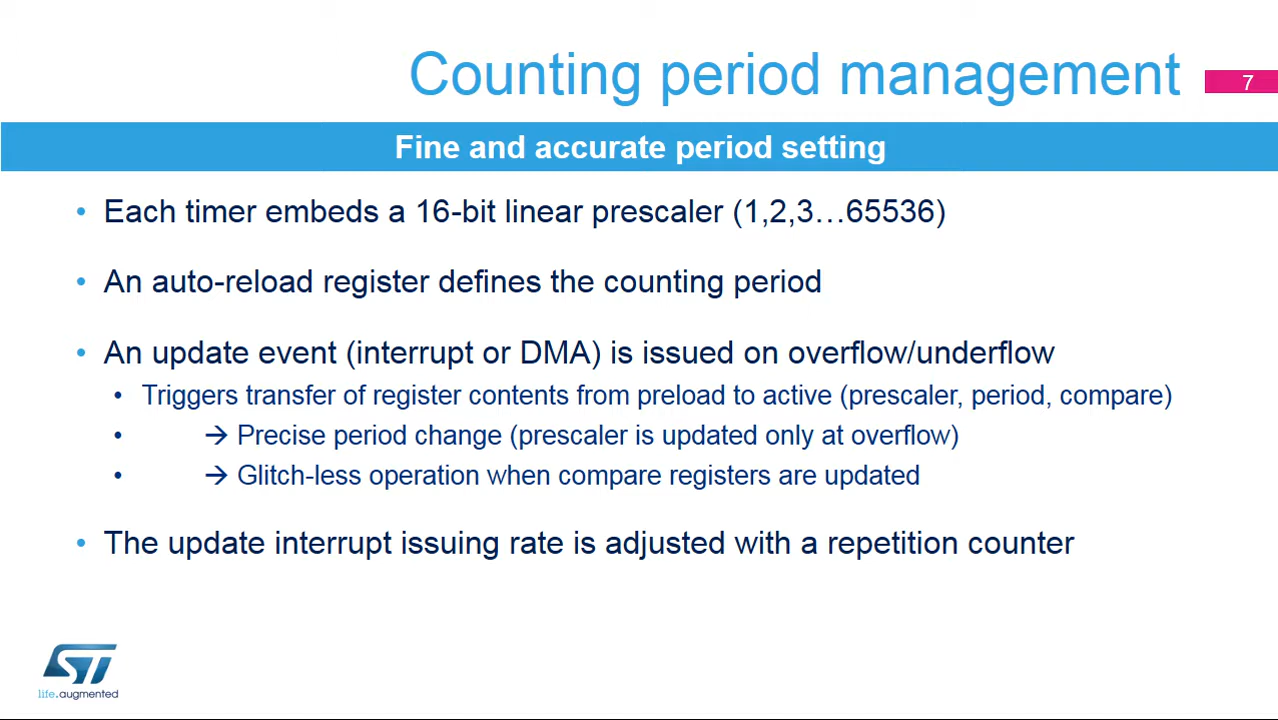 Counting period management
7
Fine and accurate period setting
• Each timer embeds a 16-bit linear prescaler (1,2,3…65536)
• An auto-reload register defines the counting period
• An update event (interrupt or DMA) is issued on overflow/underflow
• Triggers transfer of register contents from preload to active (prescaler, period, compare)
• → Precise period change (prescaler is updated only at overflow)
• → Glitch-less operation when compare registers are updated
• The update interrupt issuing rate is adjusted with a repetition counter
ST
life.augmented